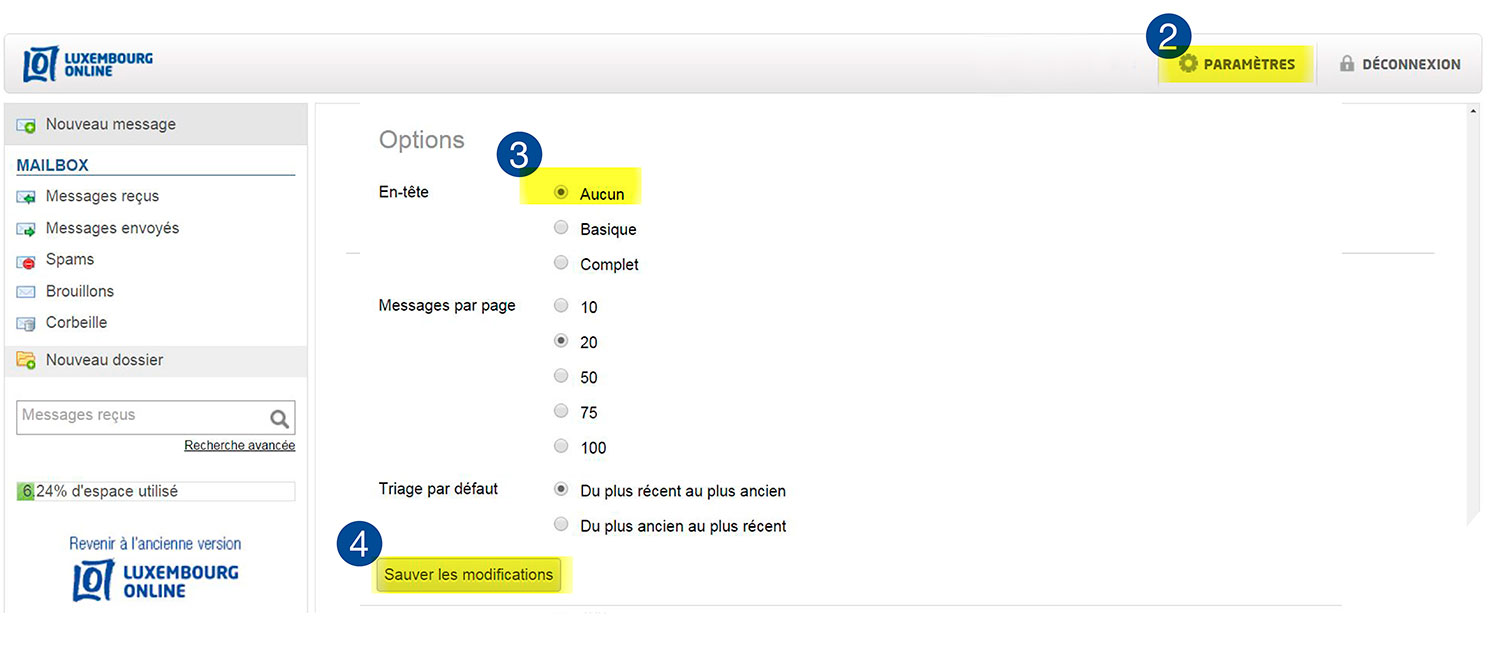 2
LUXEMBOURG
ONLINE
PARAMÈTRES
DÉCONNEXION
Nouveau message
MAILBOX
Messages reçus
Messages envoyés
Spams
Brouillons
Corbeille
Nouveau dossier
Messages reçus
Recherche avancée
6.24% d'espace utilisé
Revenir à l'ancienne version
LUXEMBOURG
ONLINE
Options
3
En-tête
Aucun
Basique
Complet
Messages par page
10
20
50
75
100
Triage par défaut
Du plus récent au plus ancien
Du plus ancien au plus récent
4
Sauver les modifications